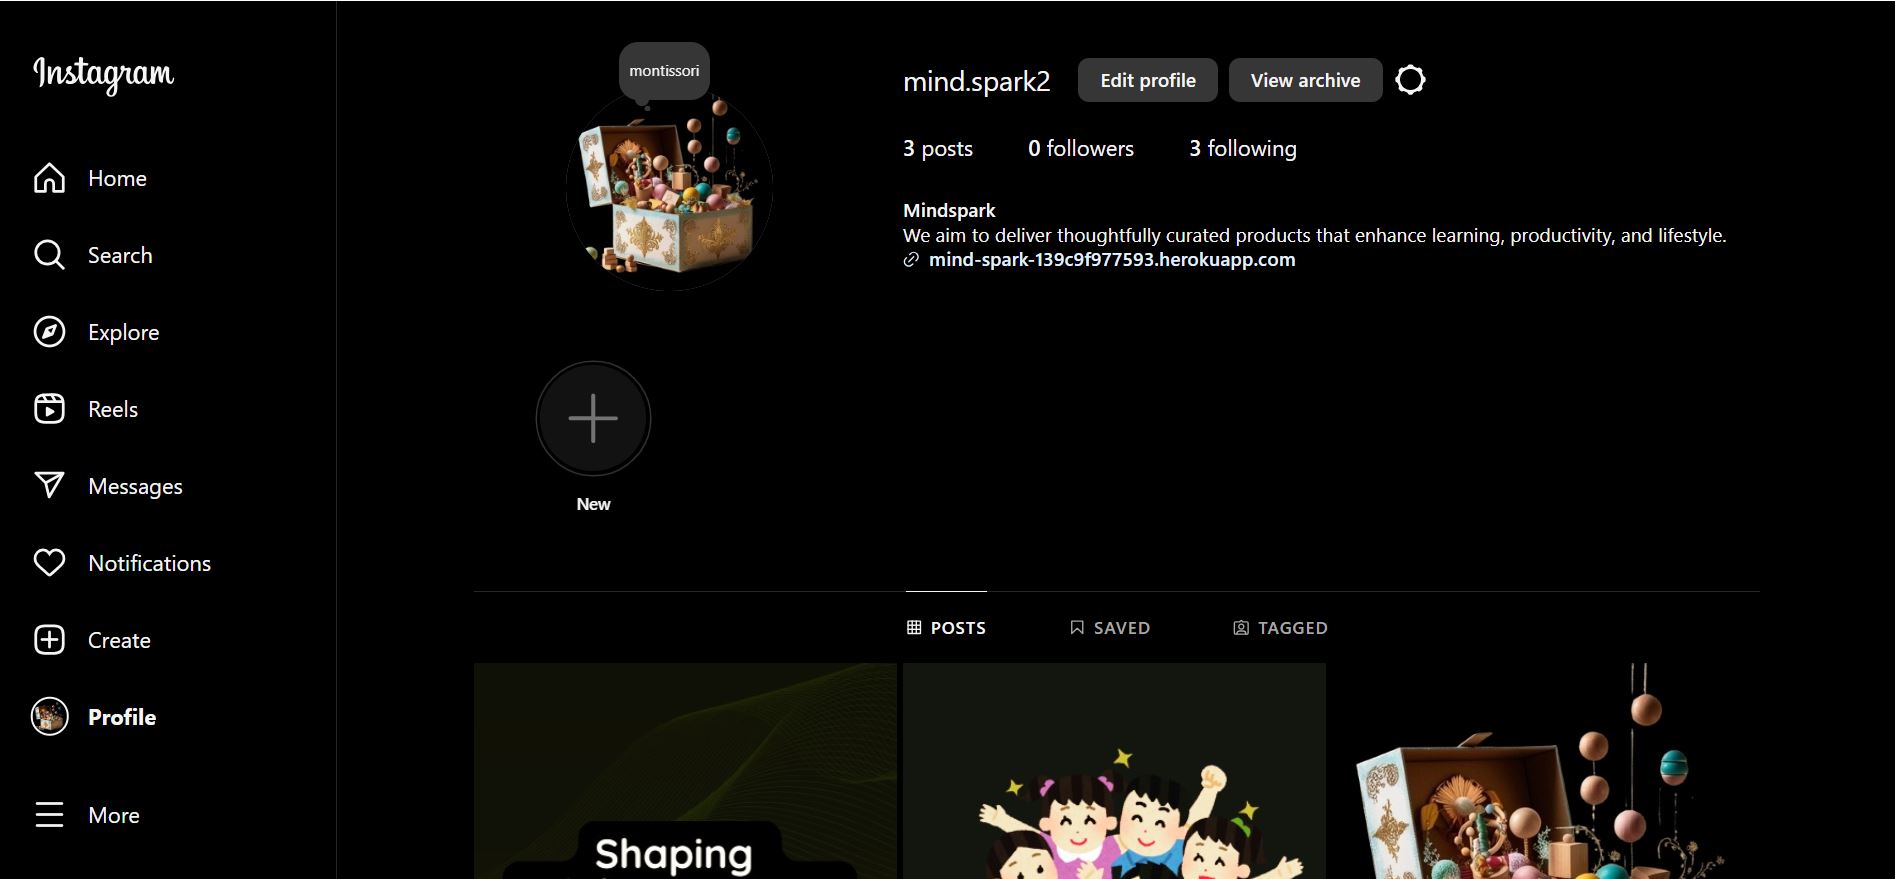 Instagram
Home
Search
Explore
Reels
Messages
Notifications
Create
Profile
More
montissori
mind.spark2
Edit profile
View archive
3 posts
0 followers
3 following
Mindspark
We aim to deliver thoughtfully curated products that enhance learning, productivity, and lifestyle.
mind-spark-139c9f977593.herokuapp.com
New
POSTS
SAVED
TAGGED
Shaping